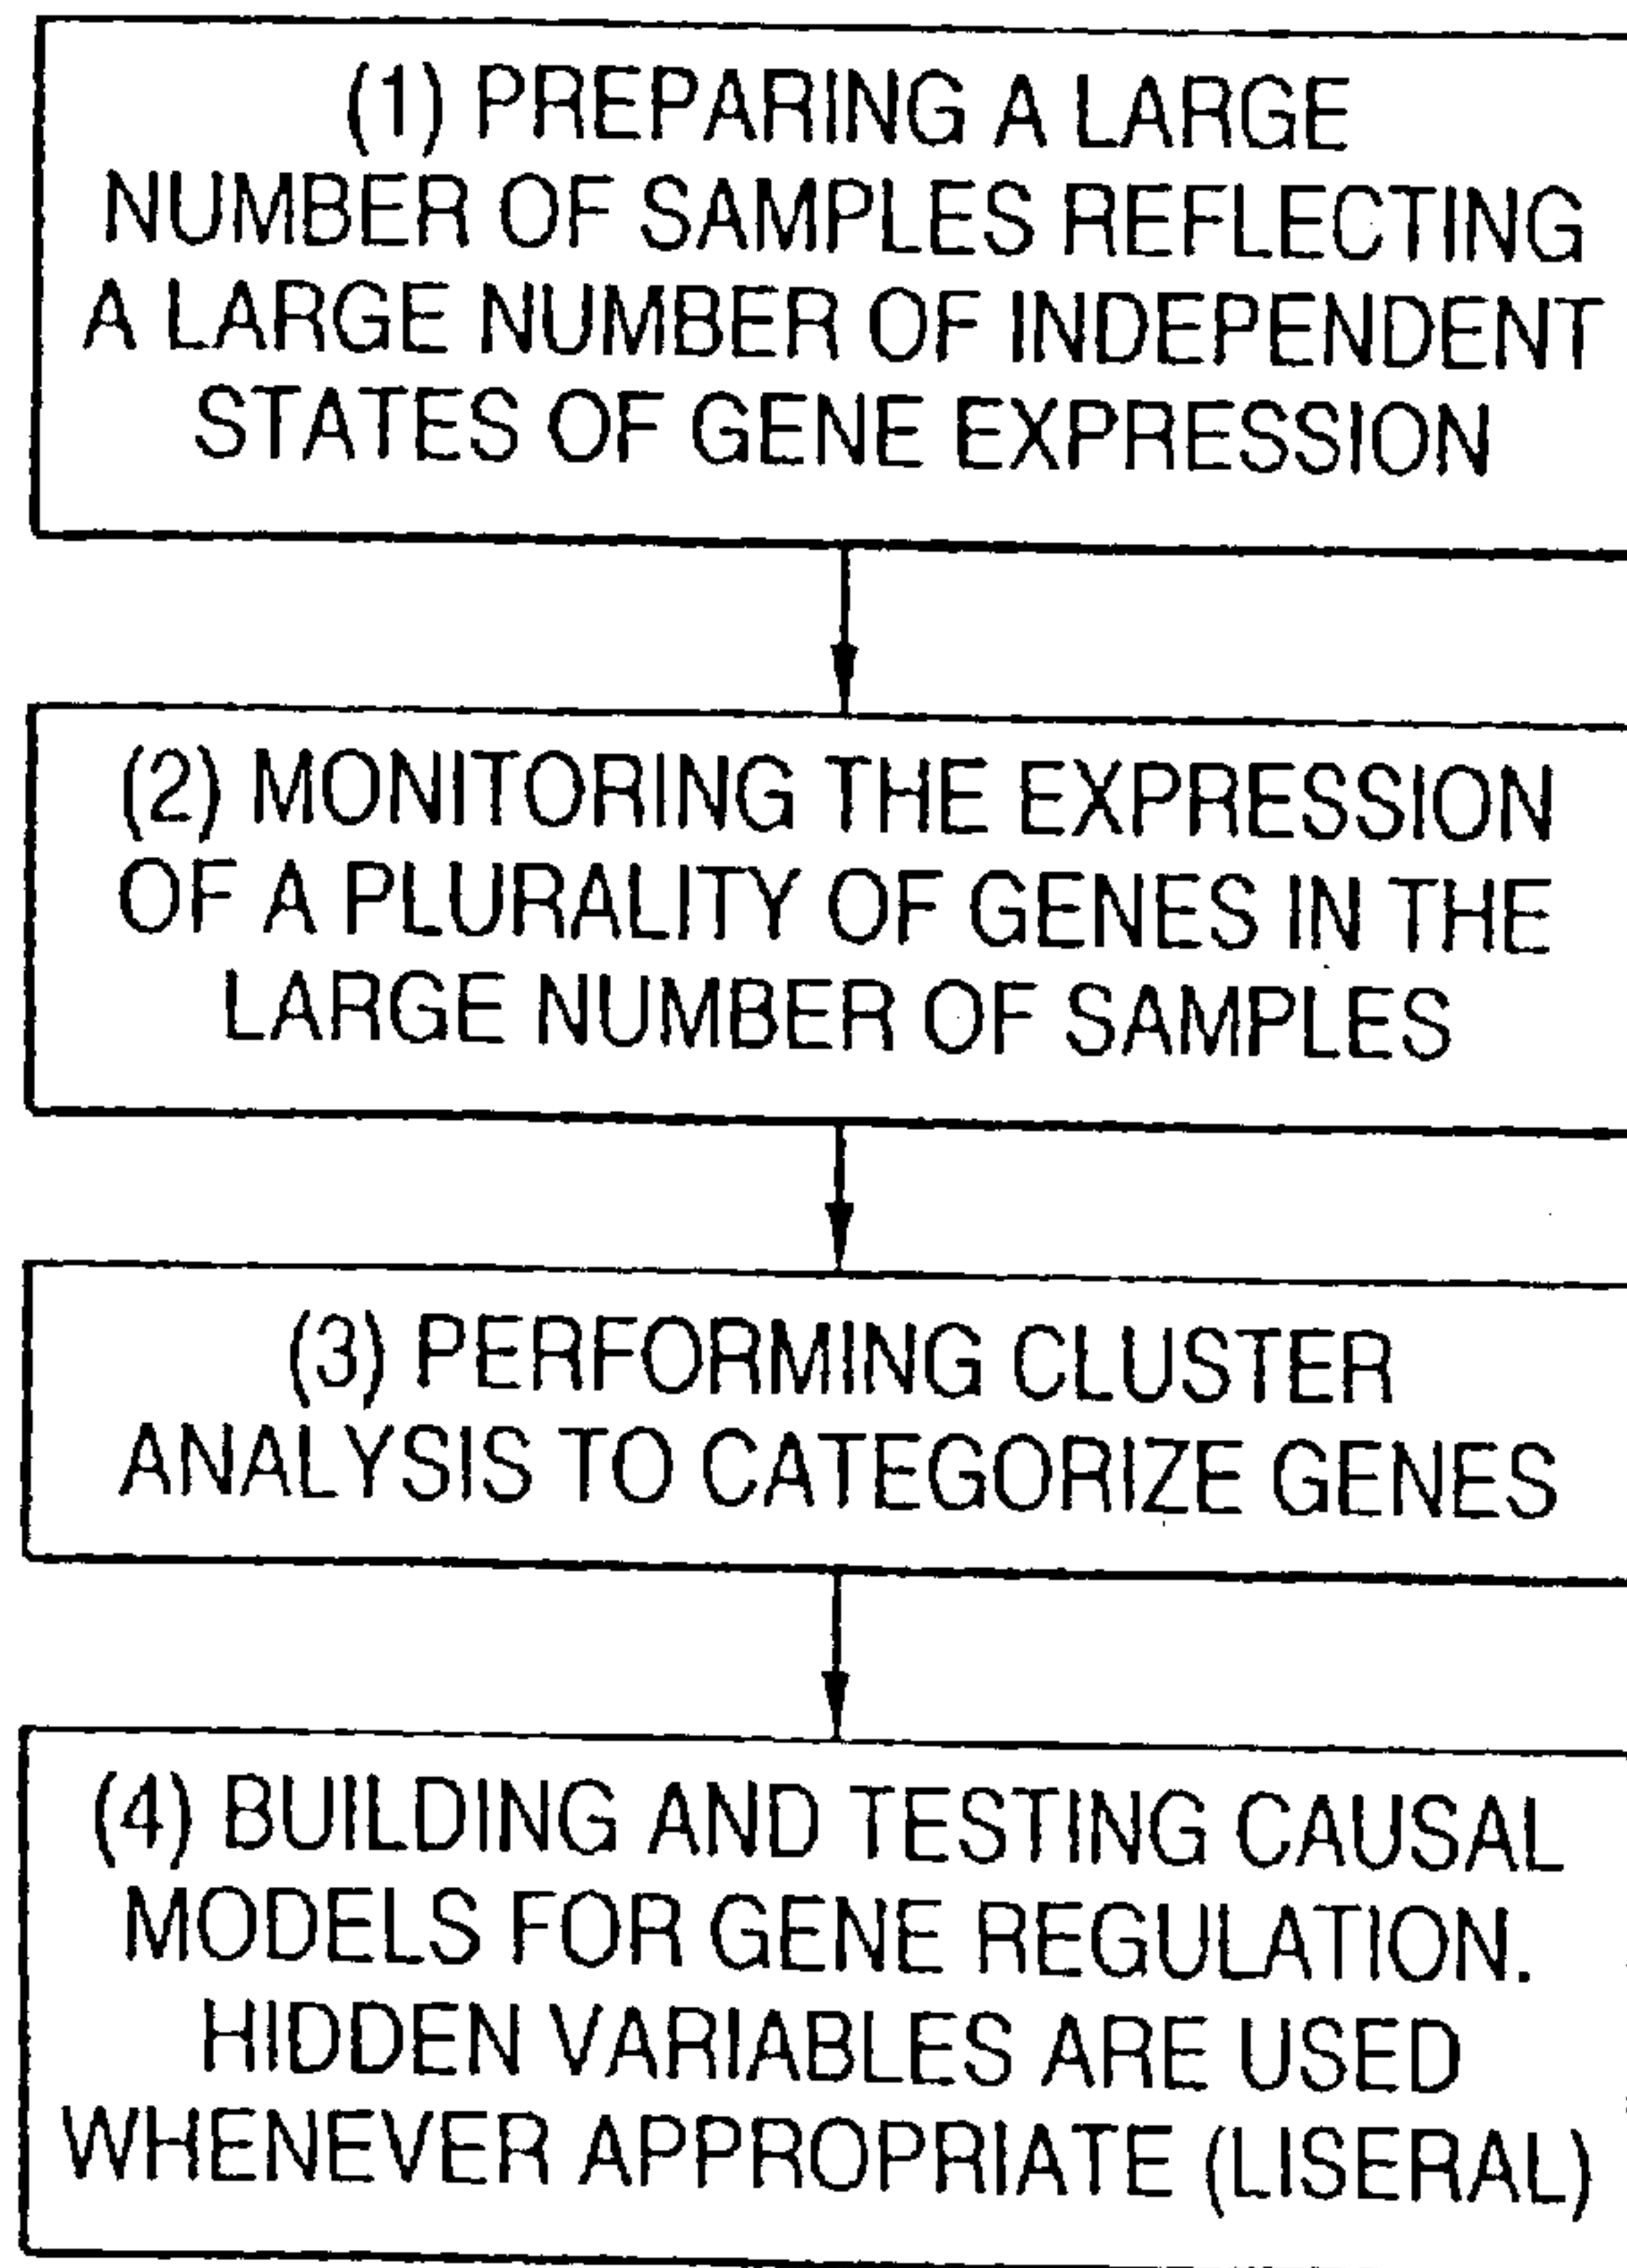 (1) PREPARING A LARGE
NUMBER OF SAMPLES REFLECTING
A LARGE NUMBER OF INDEPENDENT
STATES OF GENE EXPRESSION
(2) MONITORING THE EXPRESSION
OF A PLURALITY OF GENES IN THE
LARGE NUMBER OF SAMPLES
(3) PERFORMING CLUSTER
ANALYSIS TO CATEGORIZE GENES
(4) BUILDING AND TESTING CAUSAL
MODELS FOR GENE REGULATION.
HIDDEN VARIABLES ARE USED
WHENEVER APPROPRIATE (LISERAL)